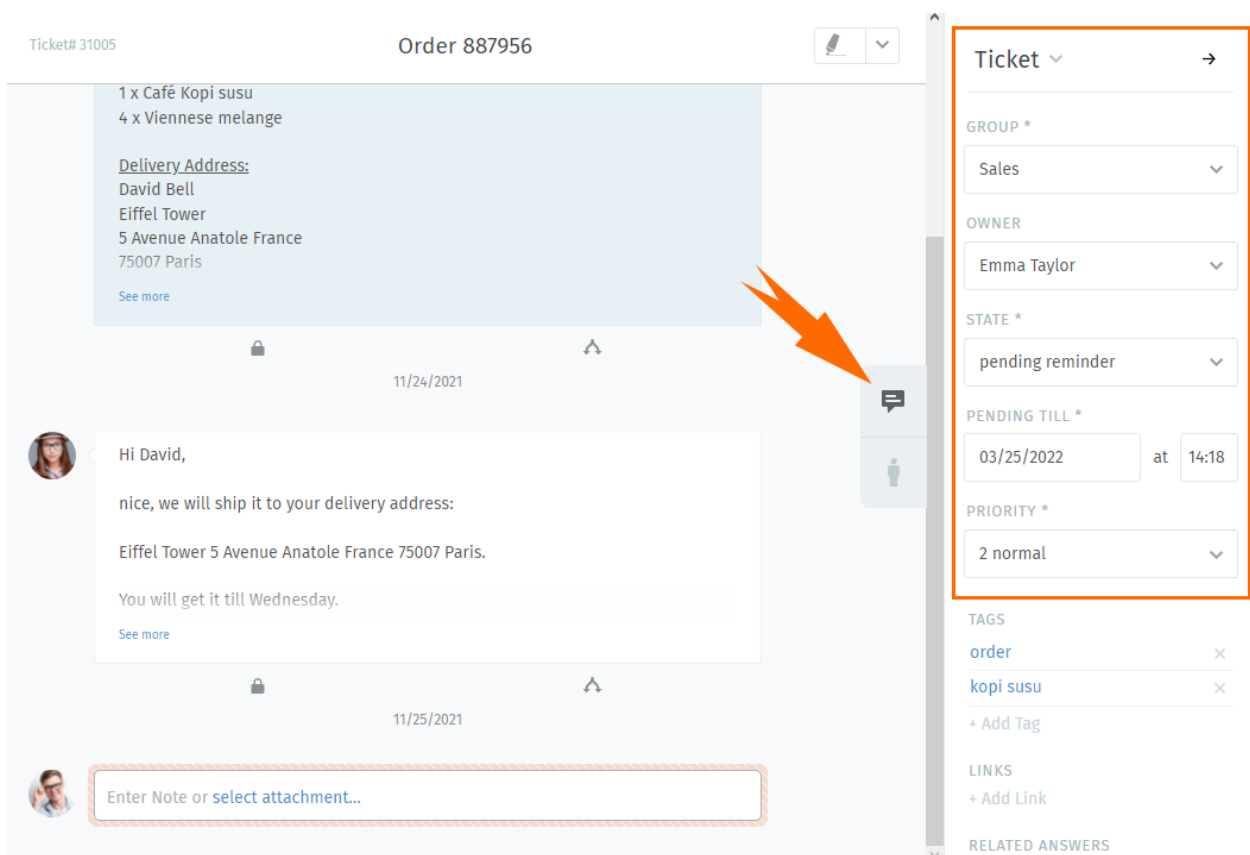 Ticket# 31005
Order 887956
1 x Café Kopi susu
4 x Viennese melange
Delivery Address:
David Bell
Eiffel Tower
5 Avenue Anatole France
75007 Paris
See more
11/24/2021
Hi David,
nice, we will ship it to your delivery address:
Eiffel Tower 5 Avenue Anatole France 75007 Paris.
You will get it till Wednesday.
See more
11/25/2021
Enter Note or select attachment...
Ticket
GROUP *
Sales
OWNER
Emma Taylor
STATE *
pending reminder
PENDING TILL *
03/25/2022 at 14:18
PRIORITY *
2 normal
TAGS
order
kopi susu
+ Add Tag
LINKS
+ Add Link
RELATED ANSWERS